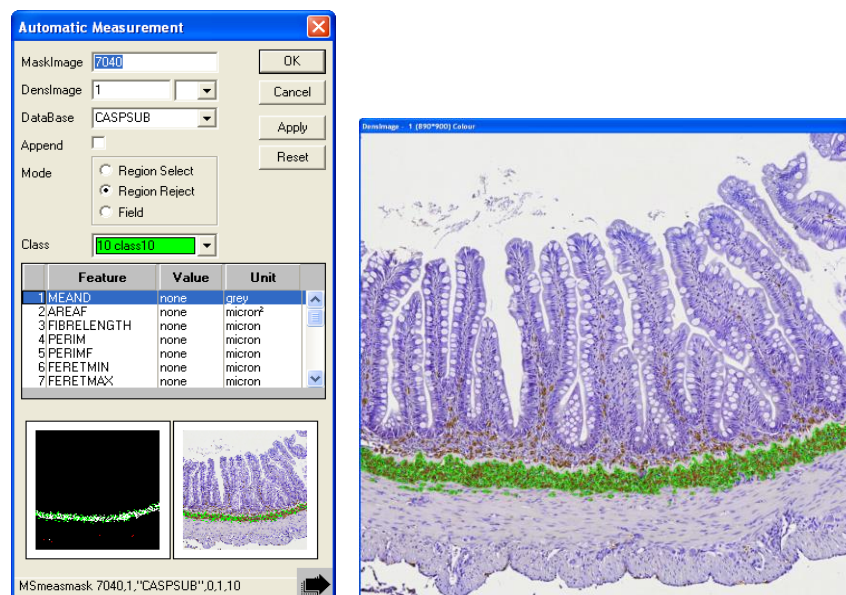 Automatic Measurement
MaskImage 7040 OK
DensImage 1 Cancel
DataBase CASPSUB
Apply
Append
Reset
Mode Region Select
Region Reject
Field
Class 10 class10
Feature Value Unit
1 MEAND none grey
2 AREAF none micron²
3 FIBRELENGTH none micron
4 PERIM none micron
5 PERIMF none micron
6 FERETMIN none micron
7 FERETMAX none micron
MSmeasmask 7040,1,"CASPSUB",0,1,10
DensImage - 1 (890*900) Colour